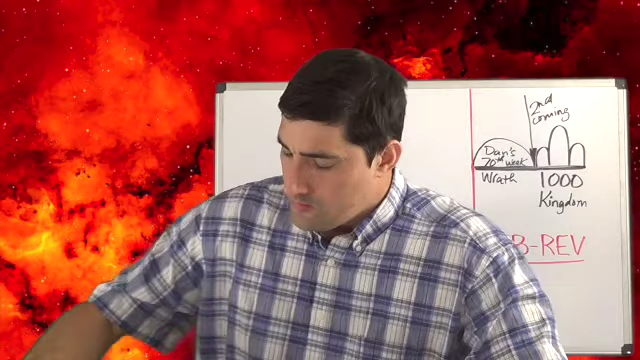 2nd
coming
Dan's
70th week
Wrath
1000
Kingdom
B-REV